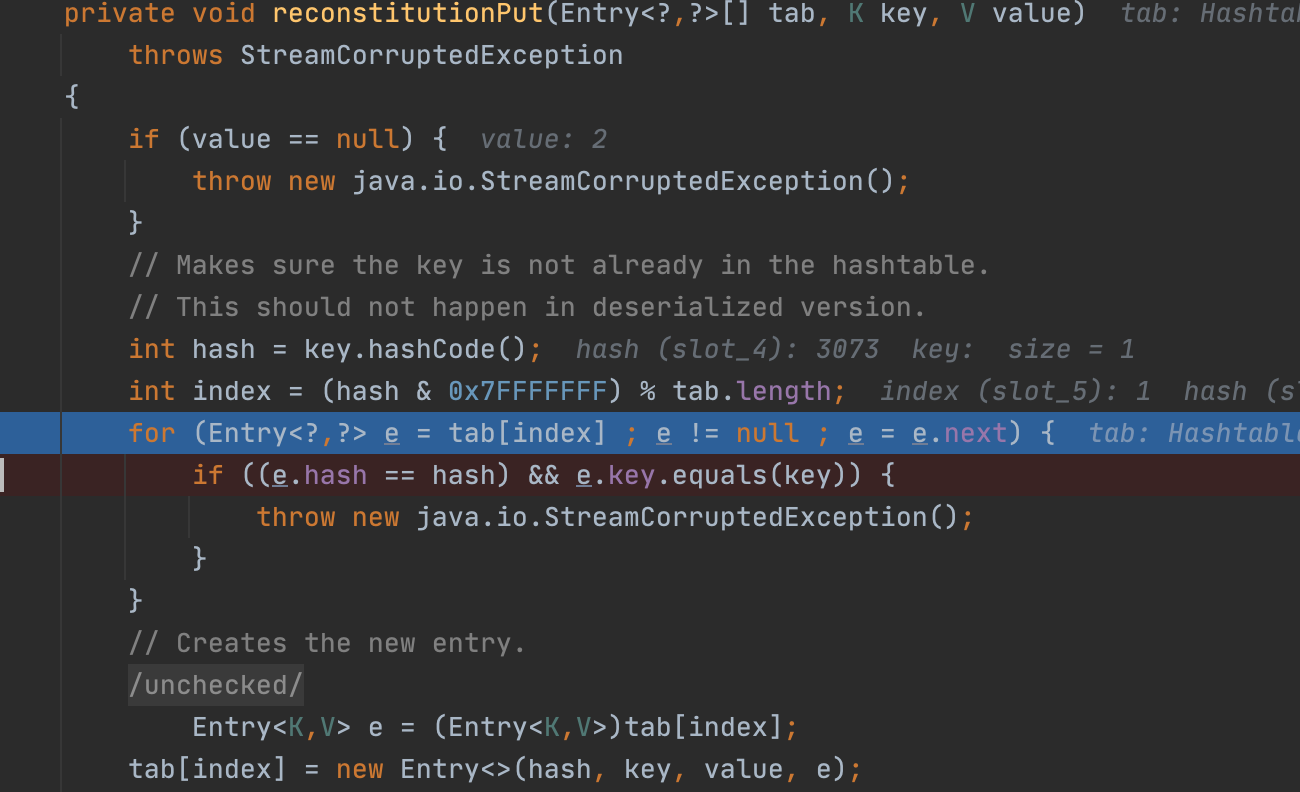 private void reconstitutionPut(Entry<?,?>[] tab, K key, V value)  tab: Hashtab
    throws StreamCorruptedException
{
    if (value == null) {  value: 2
        throw new java.io.StreamCorruptedException();
    }
    // Makes sure the key is not already in the hashtable.
    // This should not happen in deserialized version.
    int hash = key.hashCode();  hash (slot_4): 3073  key:  size = 1
    int index = (hash & 0x7FFFFFFF) % tab.length;  index (slot_5): 1  hash (sl
    for (Entry<?,?> e = tab[index] ; e != null ; e = e.next) {  tab: Hashtable
        if ((e.hash == hash) && e.key.equals(key)) {
            throw new java.io.StreamCorruptedException();
        }
    }
    // Creates the new entry.
    /unchecked/
        Entry<K,V> e = (Entry<K,V>)tab[index];
    tab[index] = new Entry<>(hash, key, value, e);